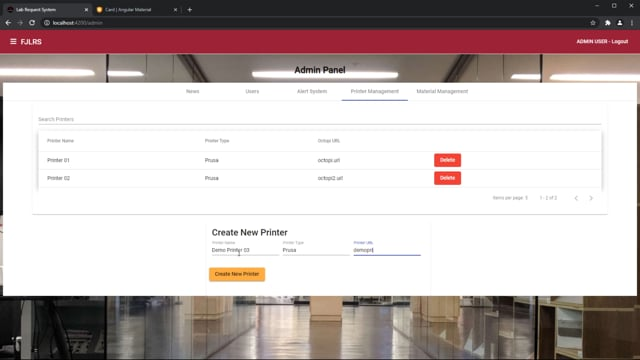 Lab Request System
Card | Angular Material
localhost:4200/admin
FJLRS
ADMIN USER - Logout
Admin Panel
News
Users
Alert System
Printer Management
Material Management
Search Printers
Printer Name
Printer Type
Octopi URL
Printer 01
Prusa
octopi.url
Delete
Printer 02
Prusa
octopi2.url
Delete
Items per page: 5
1 - 2 of 2
Create New Printer
Printer Name
Printer Type
Printer URL
Demo Printer 03
Prusa
Create New Printer